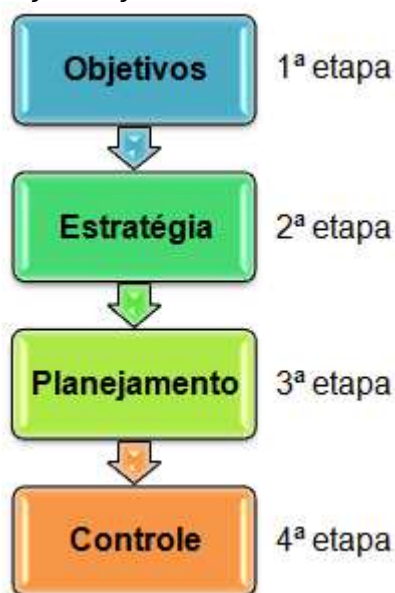 Objetivos 1ª etapa
Estratégia 2ª etapa
Planejamento 3ª etapa
Controle 4ª etapa